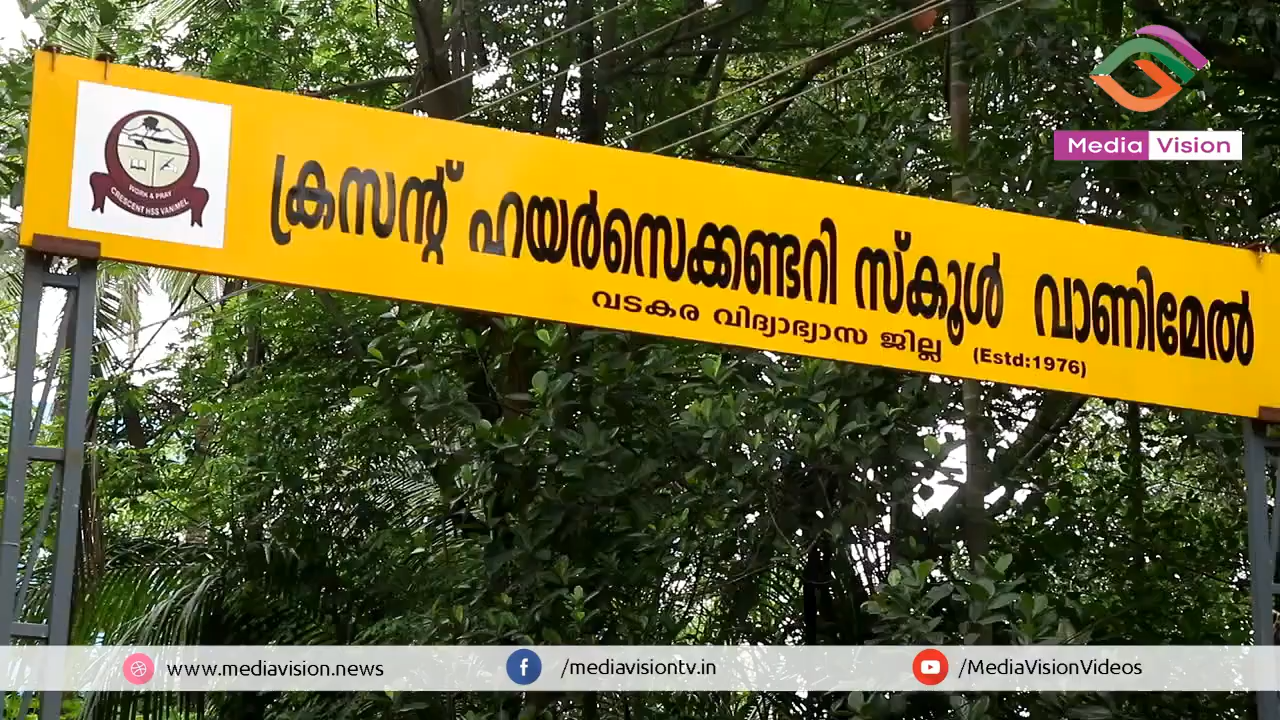 Media Vision
ക്രസന്റ് ഹയർസെക്കണ്ടറി സ്കൂൾ വാണിമേൽ
വടകര വിദ്യാഭ്യാസ ജില്ല (Estd:1976)
WORK & PRAY
CRESCENT HSS VANIMEL
www.mediavision.news
/mediavisiontv.in
/MediaVisionVideos